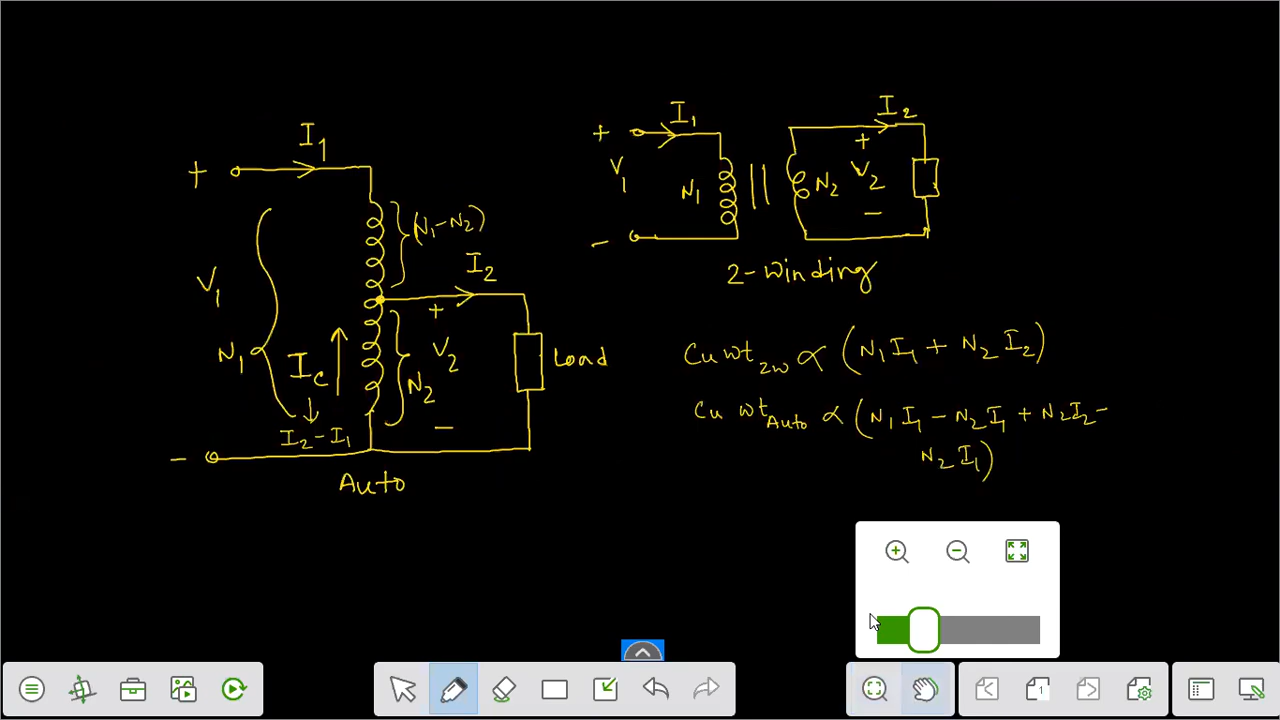 I1
+
V1
N1
(N1-N2)
I2
+
V2
N2
-
Load
Ic
↓
I2-I1
-
Auto
+
I1
V1
N1
-
N2
I2
+
V2
-
2-winding
Cu wt2w ∝ (N1I1 + N2I2)
Cu wtAuto ∝ (N1I1 - N2I1 + N2I2 -
N2I1)
1